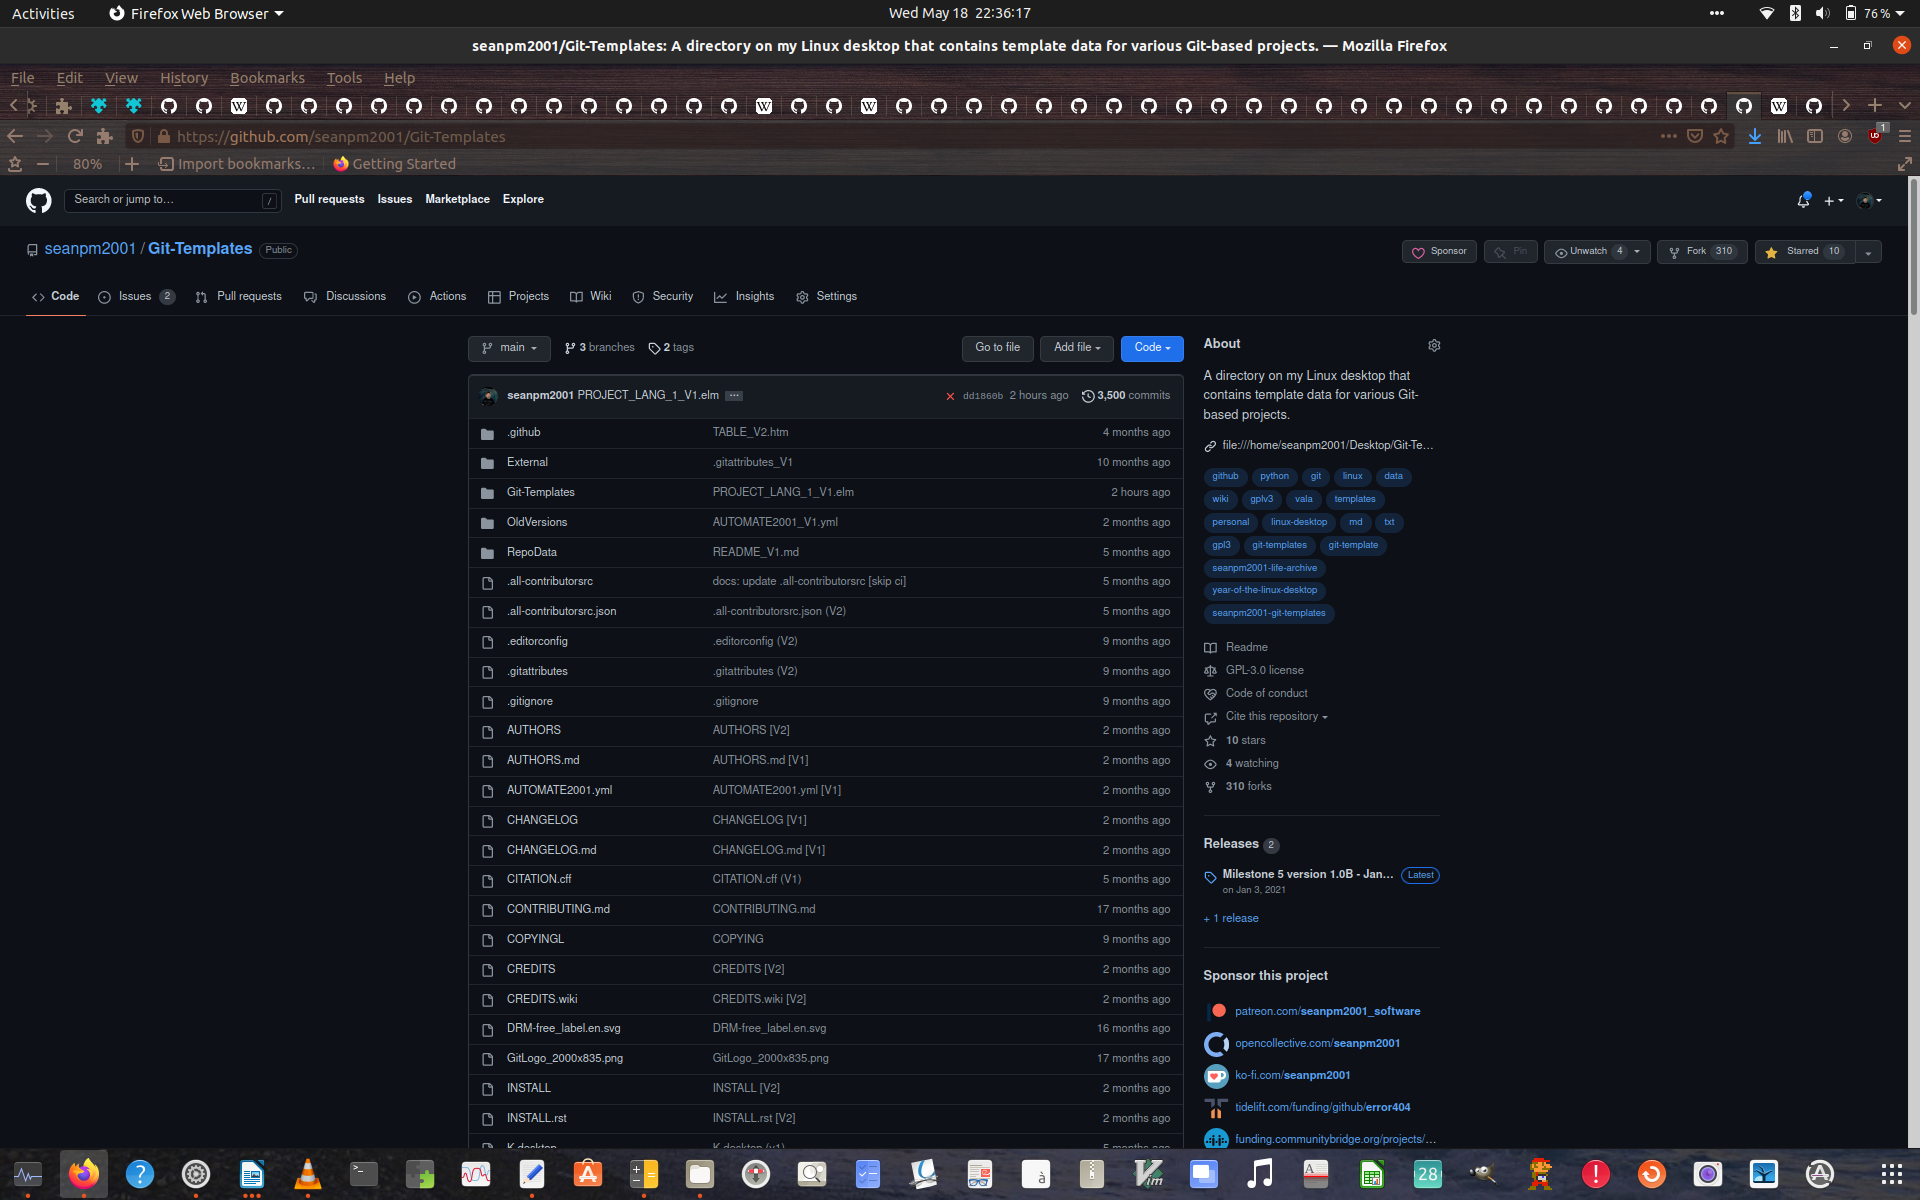 Activities
Firefox Web Browser
Wed May 18 22:36:17
76%
seanpm2001/Git-Templates: A directory on my Linux desktop that contains template data for various Git-based projects. — Mozilla Firefox
File Edit View History Bookmarks Tools Help
https://github.com/seanpm2001/Git-Templates
1
80%
Import bookmarks...
Getting Started
Search or jump to... /
Pull requests Issues Marketplace Explore
seanpm2001 / Git-Templates Public
Sponsor Pin Unwatch 4 Fork 310 Starred 10
Code Issues 2 Pull requests Discussions Actions Projects Wiki Security Insights Settings
main 3 branches 2 tags Go to file Add file Code
seanpm2001 PROJECT_LANG_1_V1.elm ... dd1860b 2 hours ago 3,500 commits
.github TABLE_V2.htm 4 months ago
External .gitattributes_V1 10 months ago
Git-Templates PROJECT_LANG_1_V1.elm 2 hours ago
OldVersions AUTOMATE2001_V1.yml 2 months ago
RepoData README_V1.md 5 months ago
.all-contributorsrc docs: update .all-contributorsrc [skip ci] 5 months ago
.all-contributorsrc.json .all-contributorsrc.json (V2) 5 months ago
.editorconfig .editorconfig (V2) 9 months ago
.gitattributes .gitattributes (V2) 9 months ago
.gitignore .gitignore 9 months ago
AUTHORS AUTHORS [V2] 2 months ago
AUTHORS.md AUTHORS.md [V1] 2 months ago
AUTOMATE2001.yml AUTOMATE2001.yml [V1] 2 months ago
CHANGELOG CHANGELOG [V1] 2 months ago
CHANGELOG.md CHANGELOG.md [V1] 2 months ago
CITATION.cff CITATION.cff (V1) 5 months ago
CONTRIBUTING.md CONTRIBUTING.md 17 months ago
COPYINGL COPYING 9 months ago
CREDITS CREDITS [V2] 2 months ago
CREDITS.wiki CREDITS.wiki [V2] 2 months ago
DRM-free_label.en.svg DRM-free_label.en.svg 16 months ago
GitLogo_2000x835.png GitLogo_2000x835.png 17 months ago
INSTALL INSTALL [V2] 2 months ago
INSTALL.rst INSTALL.rst [V2] 2 months ago
About
A directory on my Linux desktop that
contains template data for various Git-
based projects.
file:///home/seanpm2001/Desktop/Git-Te...
github python git linux data
wiki gplv3 vala templates
personal linux-desktop md txt
gpl3 git-templates git-template
seanpm2001-life-archive
year-of-the-linux-desktop
seanpm2001-git-templates
Readme
GPL-3.0 license
Code of conduct
Cite this repository
10 stars
4 watching
310 forks
Releases 2
Milestone 5 version 1.0B - Jan... Latest
on Jan 3, 2021
+ 1 release
Sponsor this project
patreon.com/seanpm2001_software
opencollective.com/seanpm2001
ko-fi.com/seanpm2001
tidelift.com/funding/github/error404
funding.communitybridge.org/projects/...
28